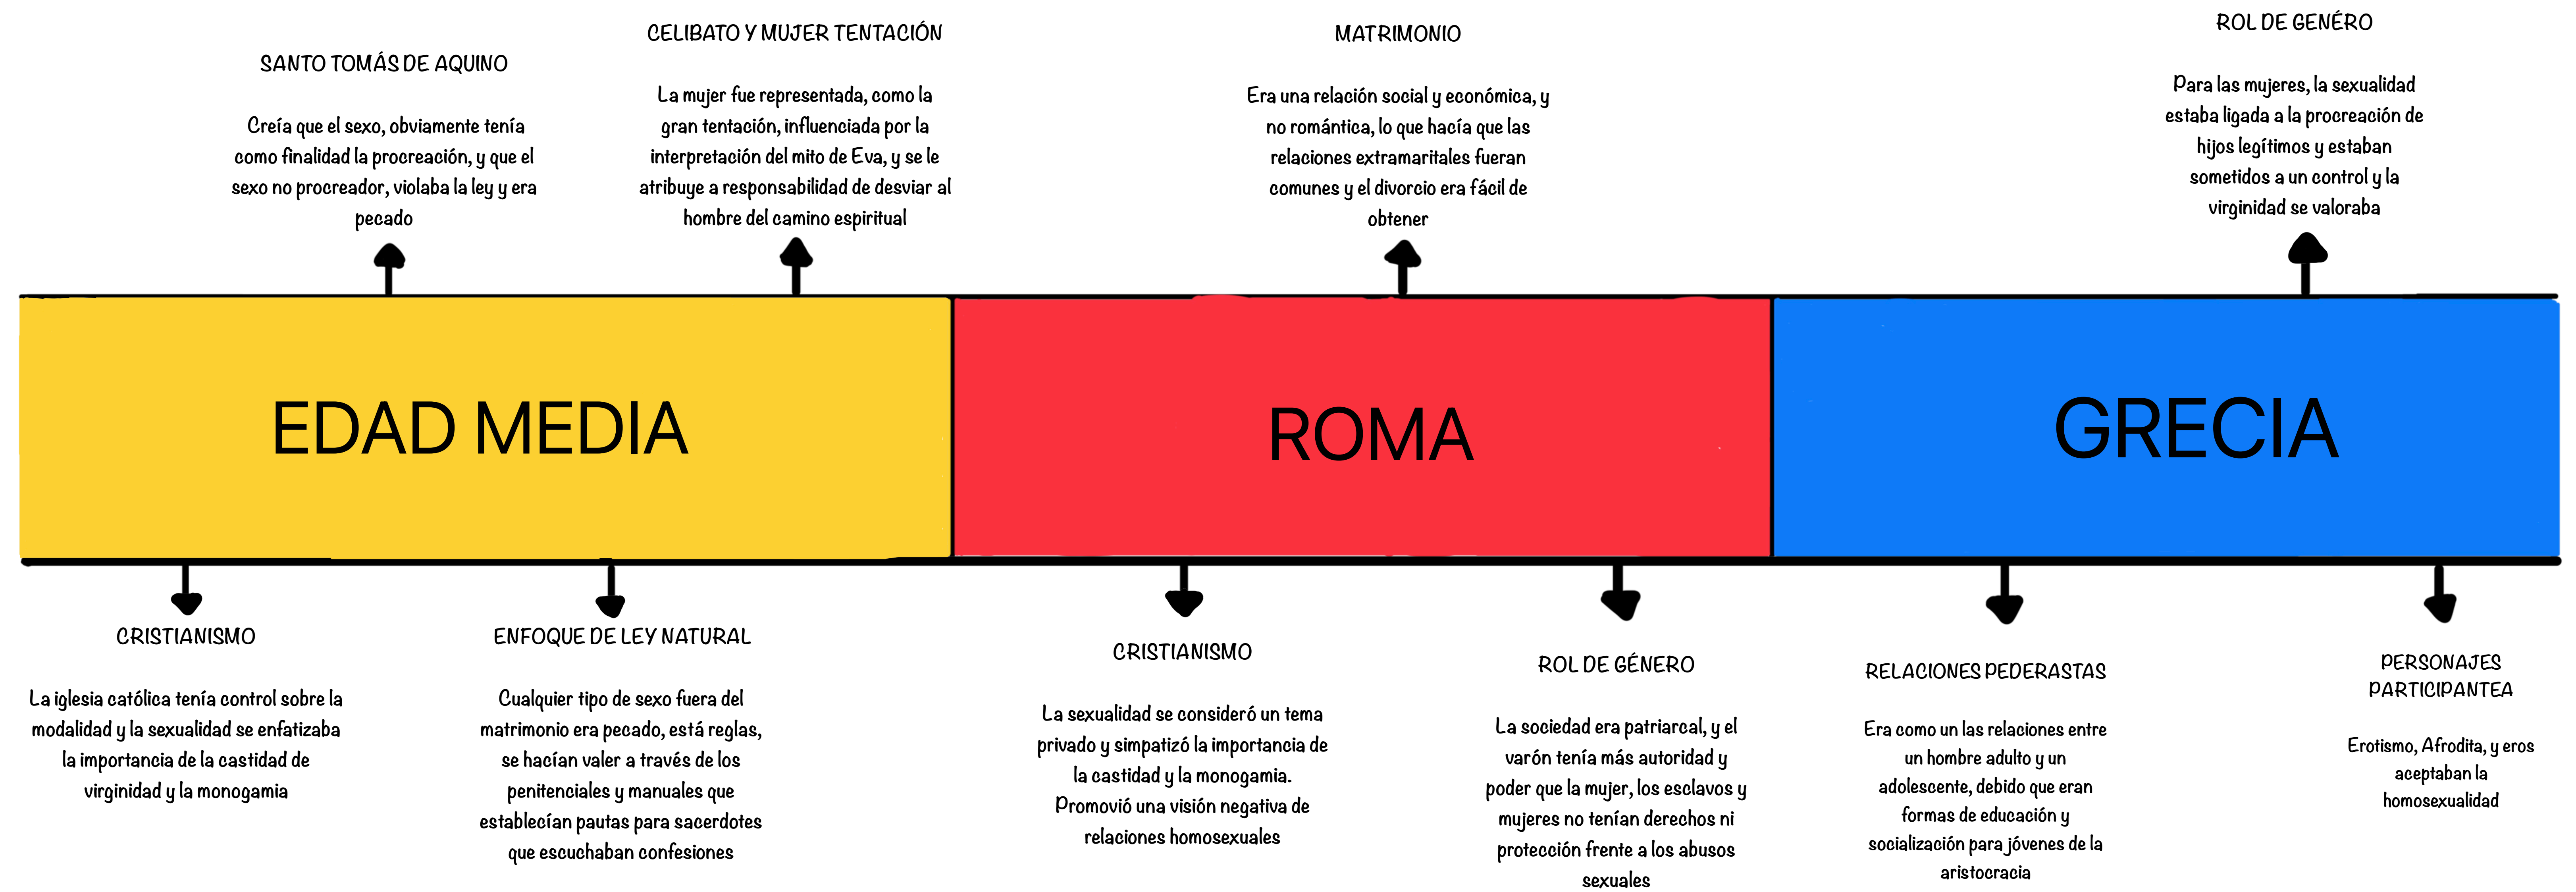 SANTO TOMÁS DE AQUINO
Creía que el sexo, obviamente tenía
como finalidad la procreación, y que el
sexo no procreador, violaba la ley y era
pecado
CELIBATO Y MUJER TENTACIÓN
La mujer fue representada, como la
gran tentación, influenciada por la
interpretación del mito de Eva, y se le
atribuye a responsabilidad de desviar al
hombre del camino espiritual
MATRIMONIO
Era una relación social y económica, y
no romántica, lo que hacía que las
relaciones extramaritales fueran
comunes y el divorcio era fácil de
obtener
ROL DE GENÉRO
Para las mujeres, la sexualidad
estaba ligada a la procreación de
hijos legítimos y estaban
sometidos a un control y la
virginidad se valoraba
EDAD MEDIA
ROMA
GRECIA
CRISTIANISMO
La iglesia católica tenía control sobre la
modalidad y la sexualidad se enfatizaba
la importancia de la castidad de
virginidad y la monogamia
ENFOQUE DE LEY NATURAL
Cualquier tipo de sexo fuera del
matrimonio era pecado, está reglas,
se hacían valer a través de los
penitenciales y manuales que
establecían pautas para sacerdotes
que escuchaban confesiones
CRISTIANISMO
La sexualidad se consideró un tema
privado y simpatizó la importancia de
la castidad y la monogamia.
Promovió una visión negativa de
relaciones homosexuales
ROL DE GÉNERO
La sociedad era patriarcal, y el
varón tenía más autoridad y
poder que la mujer, los esclavos y
mujeres no tenían derechos ni
protección frente a los abusos
sexuales
RELACIONES PEDERASTAS
Era como un las relaciones entre
un hombre adulto y un
adolescente, debido que eran
formas de educación y
socialización para jóvenes de la
aristocracia
PERSONAJES
PARTICIPANTEA
Erotismo, Afrodita, y eros
aceptaban la
homosexualidad